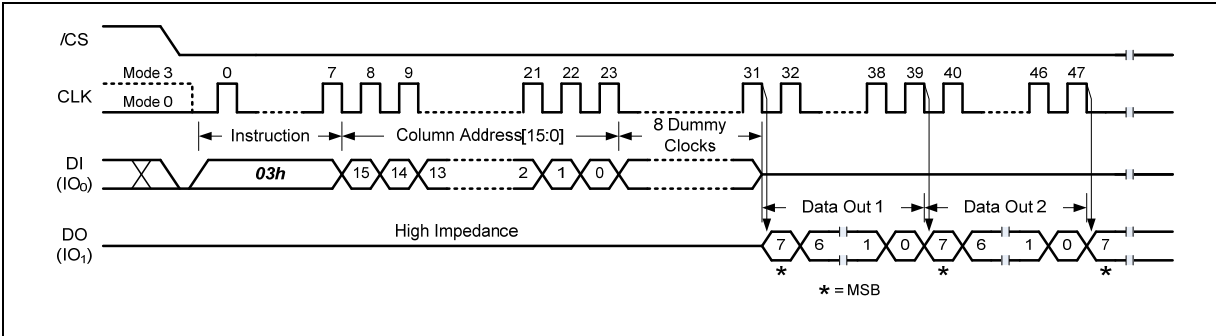 /CS
Mode 3 0 7 8 9 21 22 23 31 32 38 39 40 46 47
CLK
Mode 0
Instruction Column Address[15:0] 8 Dummy Clocks
DI (IO0) 03h 15 14 13 2 1 0
Data Out 1 Data Out 2
DO (IO1) High Impedance 7 6 1 0 7 6 1 0 7
* * *
* = MSB